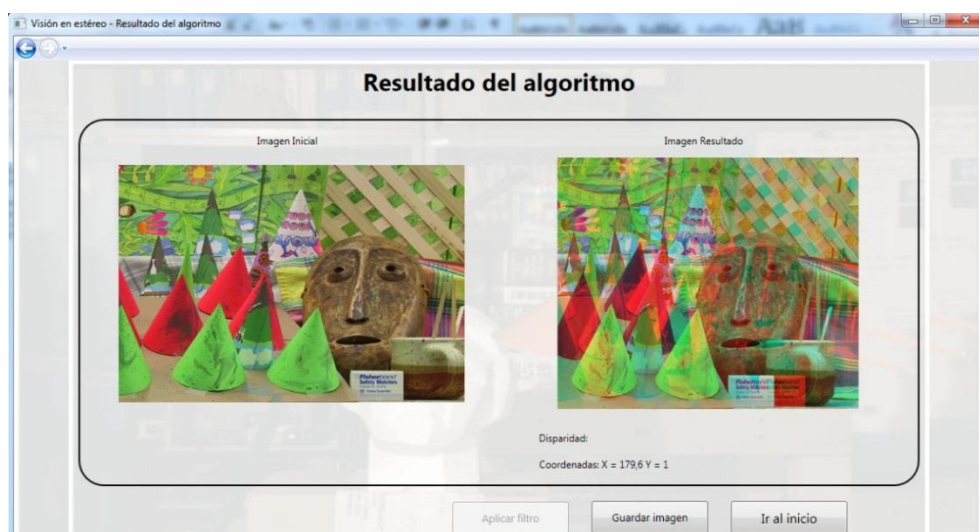 Visión en estéreo - Resultado del algoritmo
Resultado del algoritmo
Imagen Inicial
Imagen Resultado
Disparidad:
Coordenadas: X = 179,6 Y = 1
Aplicar filtro
Guardar imagen
Ir al inicio